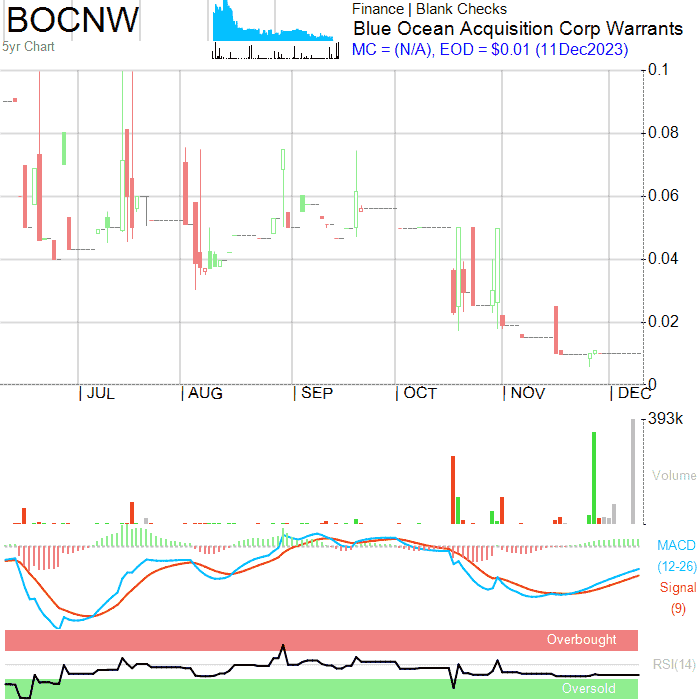 BOCNW
5yr Chart
Finance | Blank Checks
Blue Ocean Acquisition Corp Warrants
MC = (N/A), EOD = $0.01 (11Dec2023)
0.1
0.08
0.06
0.04
0.02
0
| JUL | AUG | SEP | OCT | NOV | DEC
393k
Volume
MACD
(12-26)
Signal
(9)
Overbought
RSI(14)
Oversold